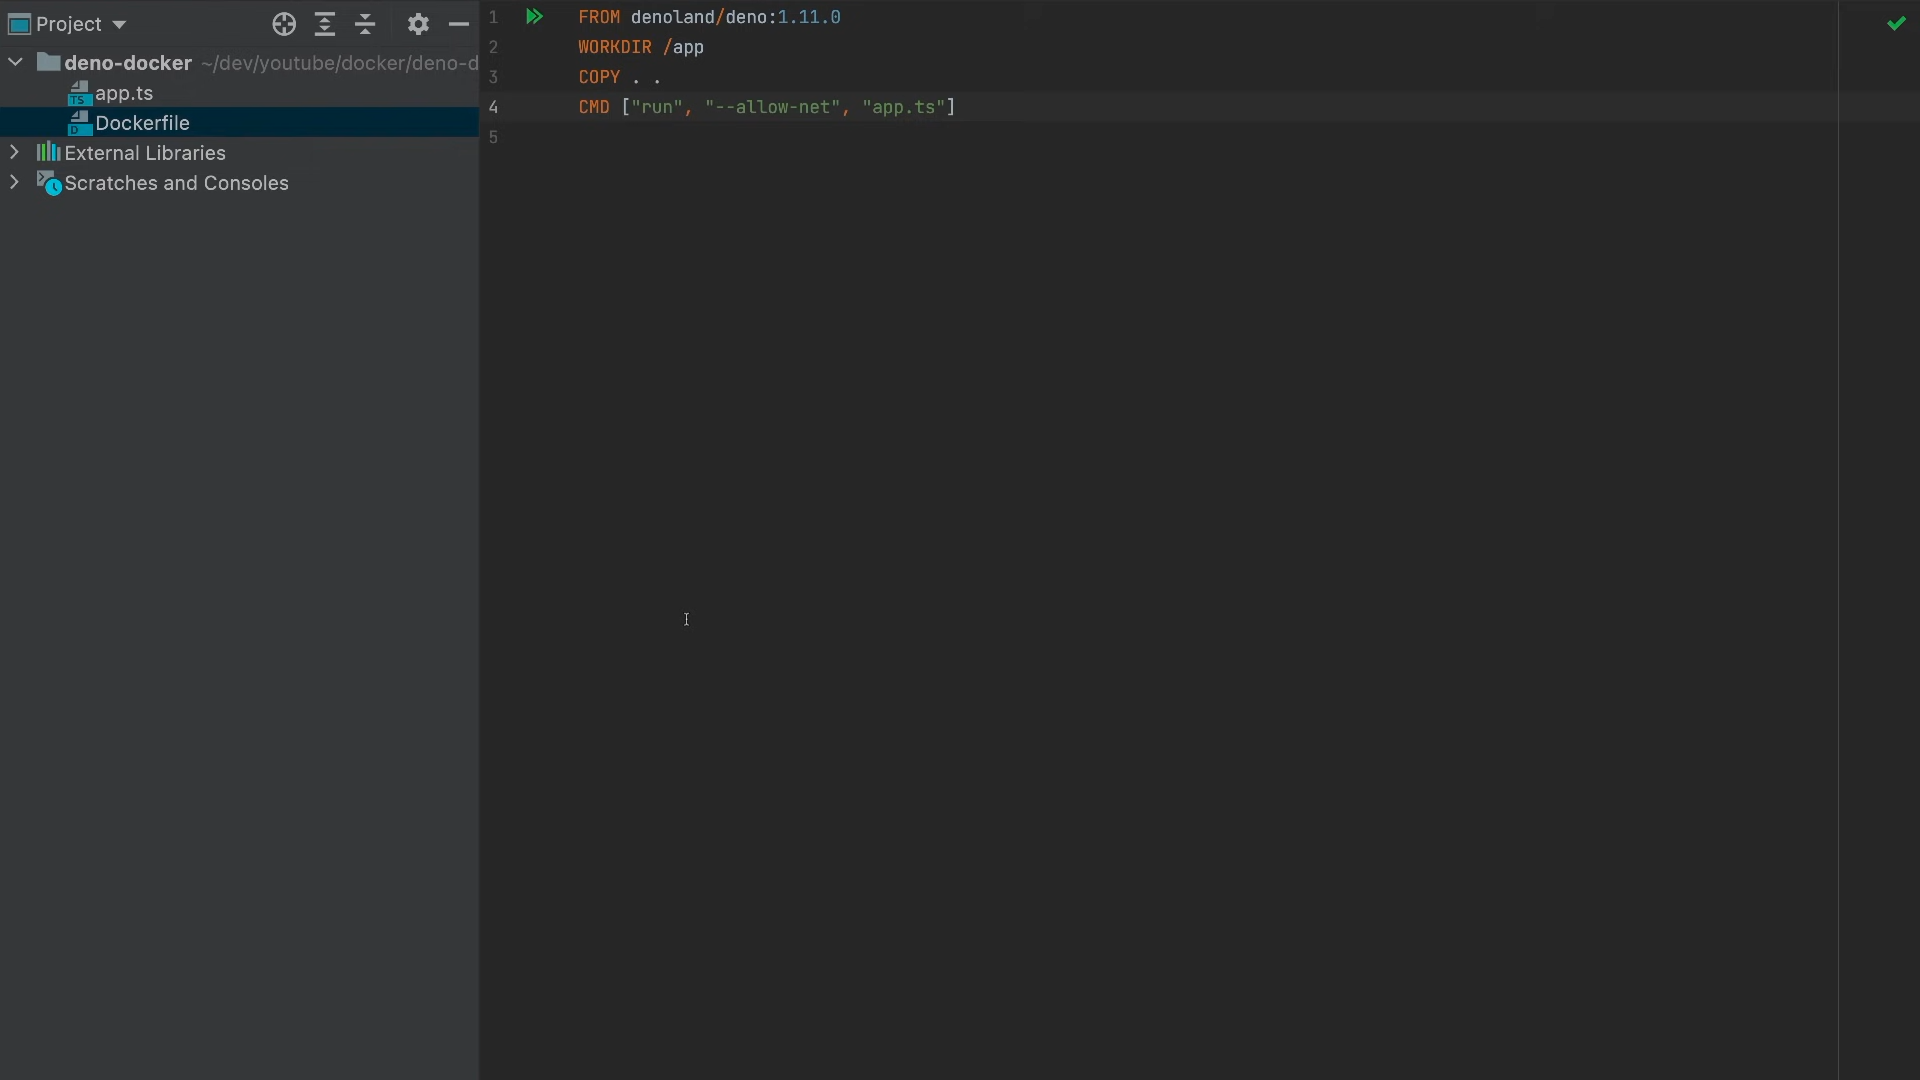 Project
deno-docker ~/dev/youtube/docker/deno-d
TS app.ts
D Dockerfile
External Libraries
Scratches and Consoles
1 FROM denoland/deno:1.11.0
2 WORKDIR /app
3 COPY . .
4 CMD ["run", "--allow-net", "app.ts"]
5